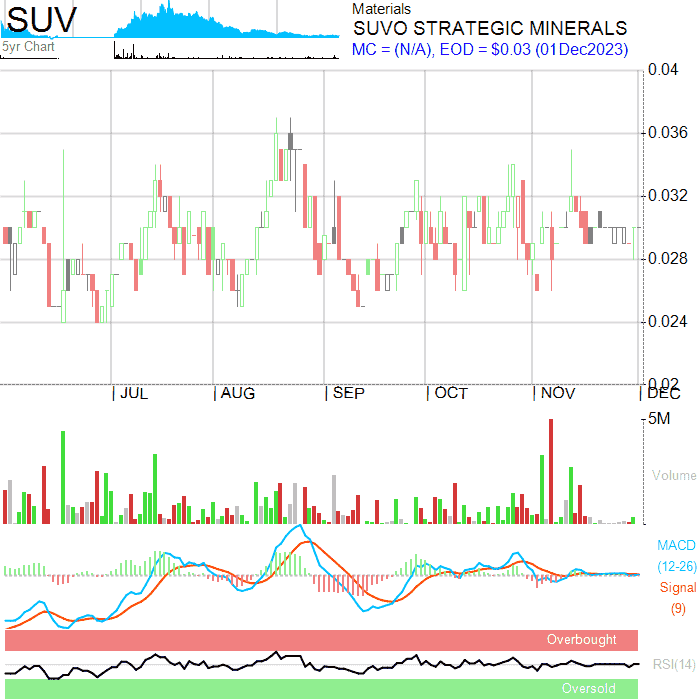 SUV
5yr Chart
Materials
SUVO STRATEGIC MINERALS
MC = (N/A), EOD = $0.03 (01Dec2023)
0.04
0.036
0.032
0.028
0.024
0.02
JUL
AUG
SEP
OCT
NOV
DEC
5M
Volume
MACD
(12-26)
Signal
(9)
Overbought
RSI(14)
Oversold